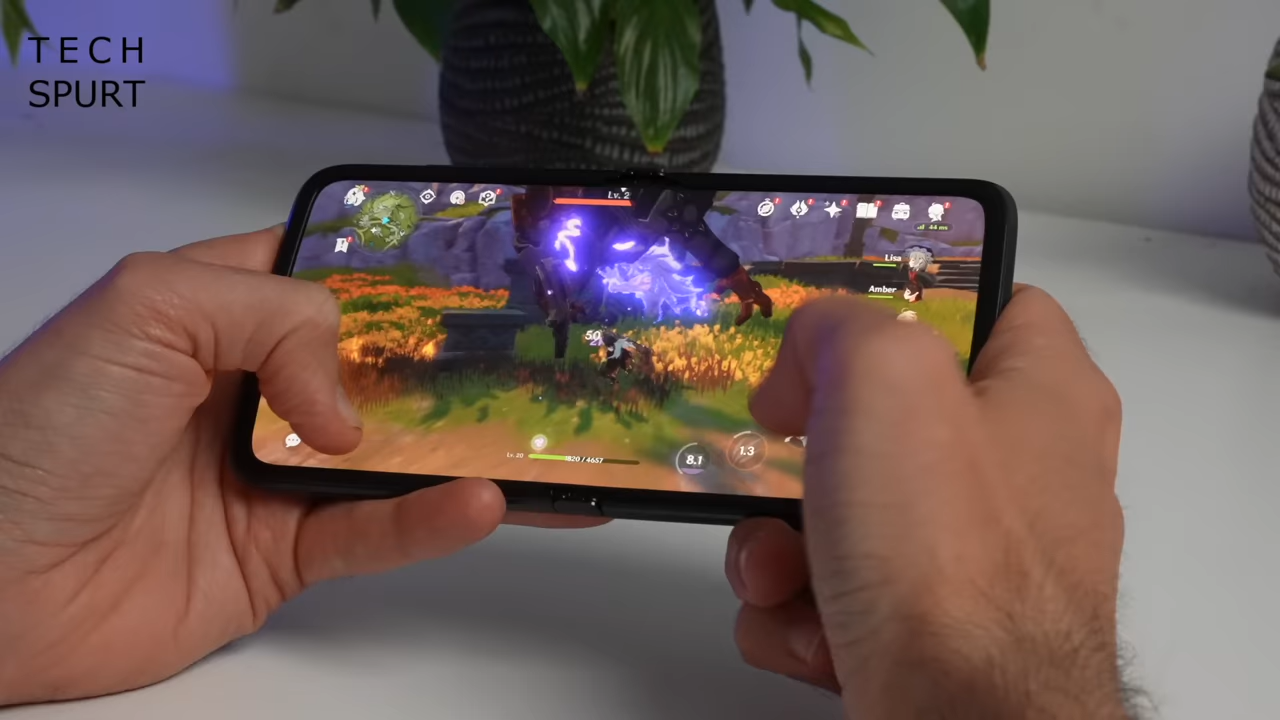 TECH
SPURT
Lv. 2
44 ms
Lisa
Amber
50
8.1
1.3
Lv. 20
1820 / 4657